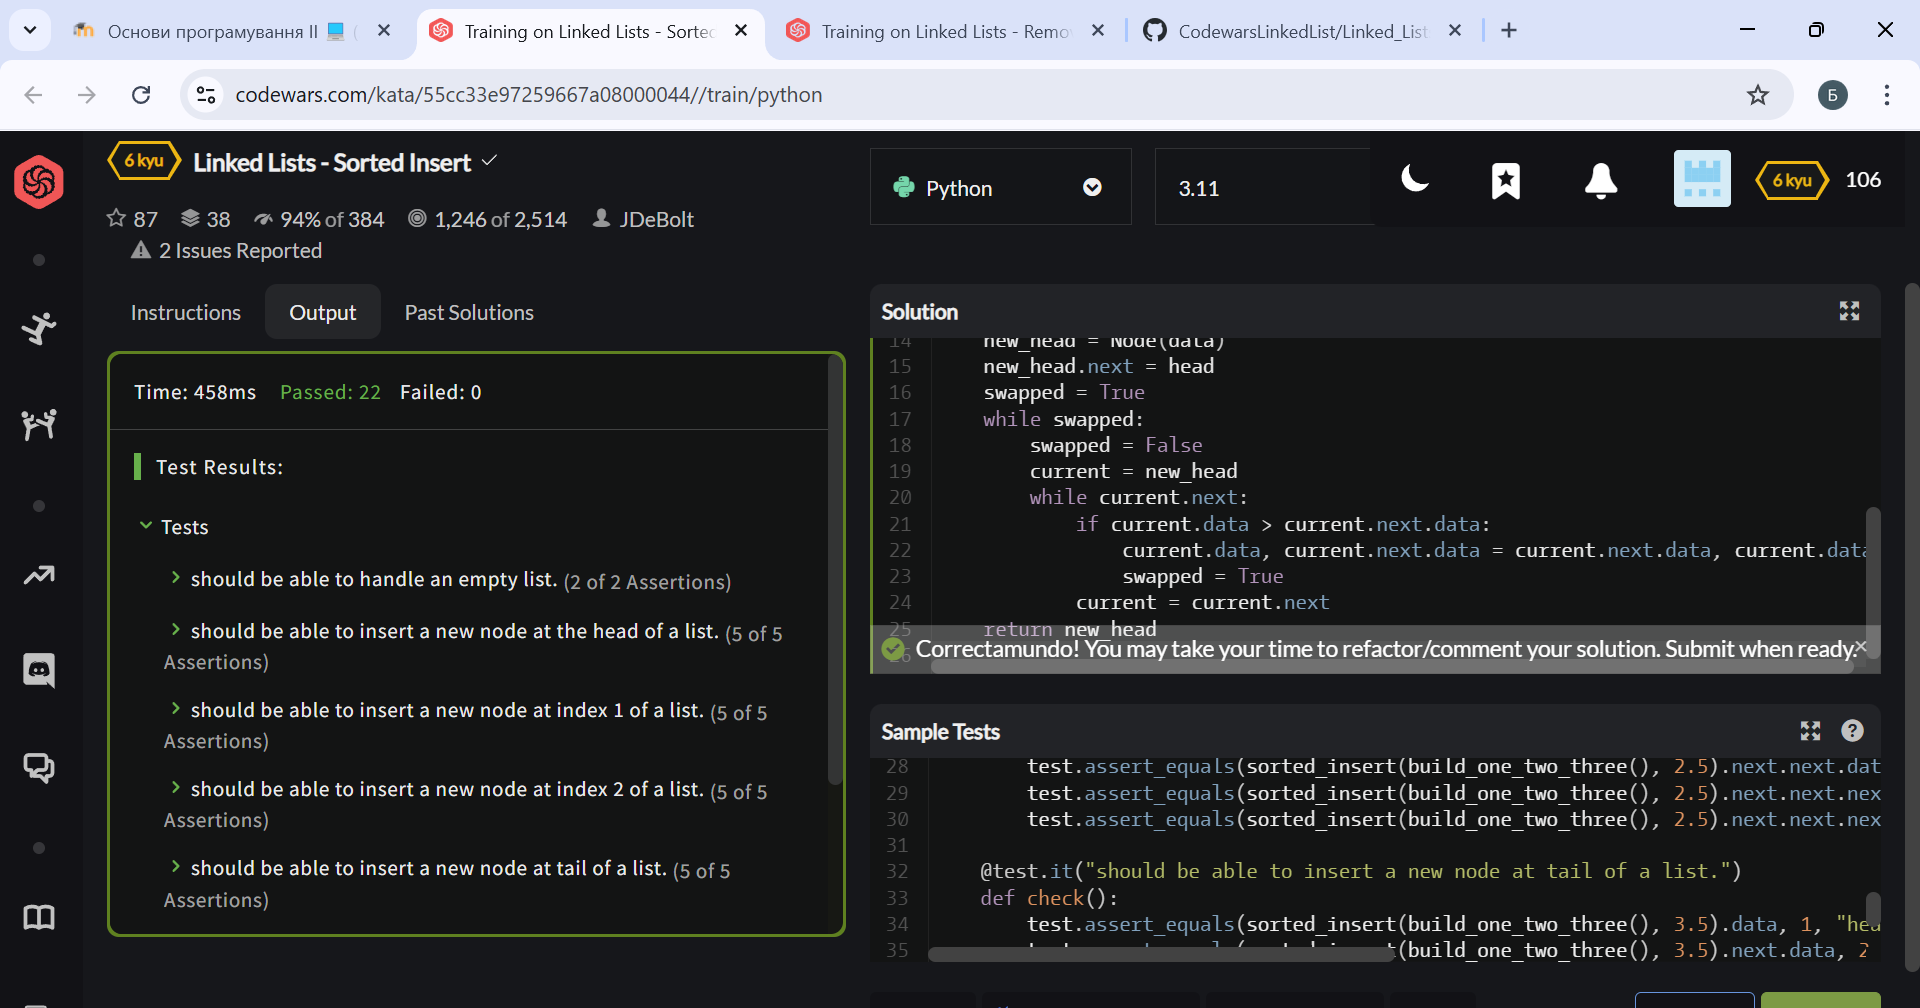 Основи програмування ІІ 💻 (
Training on Linked Lists - Sorted
Training on Linked Lists - Remo
CodewarsLinkedList/Linked_List
codewars.com/kata/55cc33e97259667a08000044//train/python
Б
6 kyu Linked Lists - Sorted Insert
87 38 94% of 384 1,246 of 2,514 JDeBolt
2 Issues Reported
Python
3.11
6 kyu 106
Instructions Output Past Solutions
Time: 458ms Passed: 22 Failed: 0
Test Results:
Tests
should be able to handle an empty list. (2 of 2 Assertions)
should be able to insert a new node at the head of a list. (5 of 5
Assertions)
should be able to insert a new node at index 1 of a list. (5 of 5
Assertions)
should be able to insert a new node at index 2 of a list. (5 of 5
Assertions)
should be able to insert a new node at tail of a list. (5 of 5
Assertions)
Solution
14 new_head = Node(data)
15 new_head.next = head
16 swapped = True
17 while swapped:
18 swapped = False
19 current = new_head
20 while current.next:
21 if current.data > current.next.data:
22 current.data, current.next.data = current.next.data, current.data
23 swapped = True
24 current = current.next
25 return new_head
26
Correctamundo! You may take your time to refactor/comment your solution. Submit when ready.
Sample Tests
28 test.assert_equals(sorted_insert(build_one_two_three(), 2.5).next.next.dat
29 test.assert_equals(sorted_insert(build_one_two_three(), 2.5).next.next.nex
30 test.assert_equals(sorted_insert(build_one_two_three(), 2.5).next.next.nex
31
32 @test.it("should be able to insert a new node at tail of a list.")
33 def check():
34 test.assert_equals(sorted_insert(build_one_two_three(), 3.5).data, 1, "hea
35 (build_one_two_three(), 3.5).next.data, 2